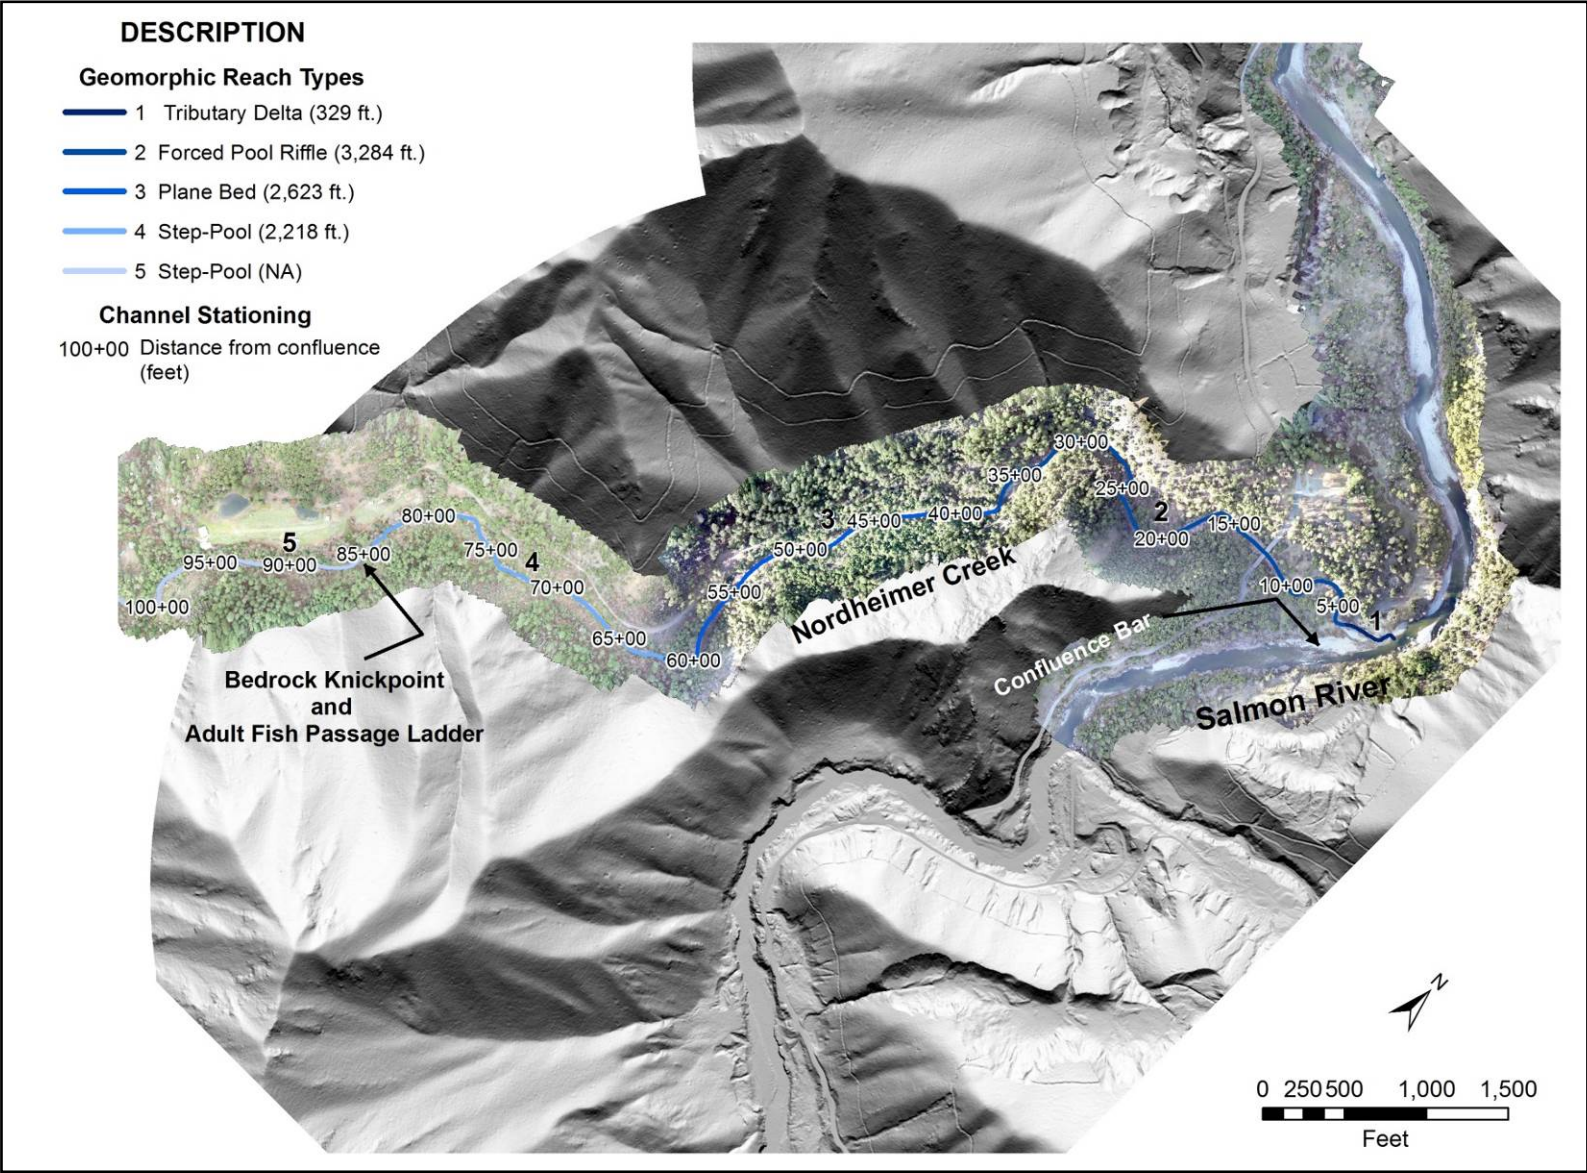 DESCRIPTION
Geomorphic Reach Types
1 Tributary Delta (329 ft.)
2 Forced Pool Riffle (3,284 ft.)
3 Plane Bed (2,623 ft.)
4 Step-Pool (2,218 ft.)
5 Step-Pool (NA)
Channel Stationing
100+00 Distance from confluence
(feet)
30+00
35+00
25+00
2
15+00
20+00
40+00
45+00
3
50+00
55+00
60+00
65+00
70+00
4
75+00
80+00
85+00
5
90+00
95+00
100+00
10+00
5+00
1
Nordheimer Creek
Confluence Bar
Salmon River
Bedrock Knickpoint
and
Adult Fish Passage Ladder
N
0 250 500 1,000 1,500
Feet